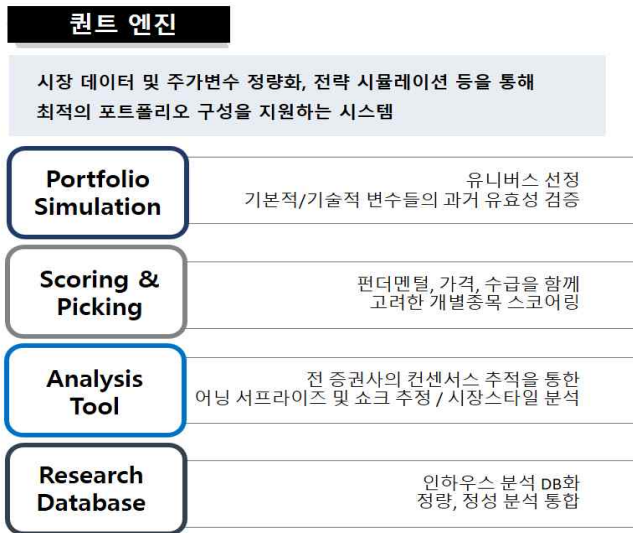 퀀트 엔진
시장 데이터 및 주가변수 정량화, 전략 시뮬레이션 등을 통해
최적의 포트폴리오 구성을 지원하는 시스템
Portfolio
Simulation
유니버스 선정
기본적/기술적 변수들의 과거 유효성 검증
Scoring &
Picking
펀더멘털, 가격, 수급을 함께
고려한 개별종목 스코어링
Analysis
Tool
전 증권사의 컨센서스 추적을 통한
어닝 서프라이즈 및 쇼크 추정 / 시장스타일 분석
Research
Database
인하우스 분석 DB화
정량, 정성 분석 통합